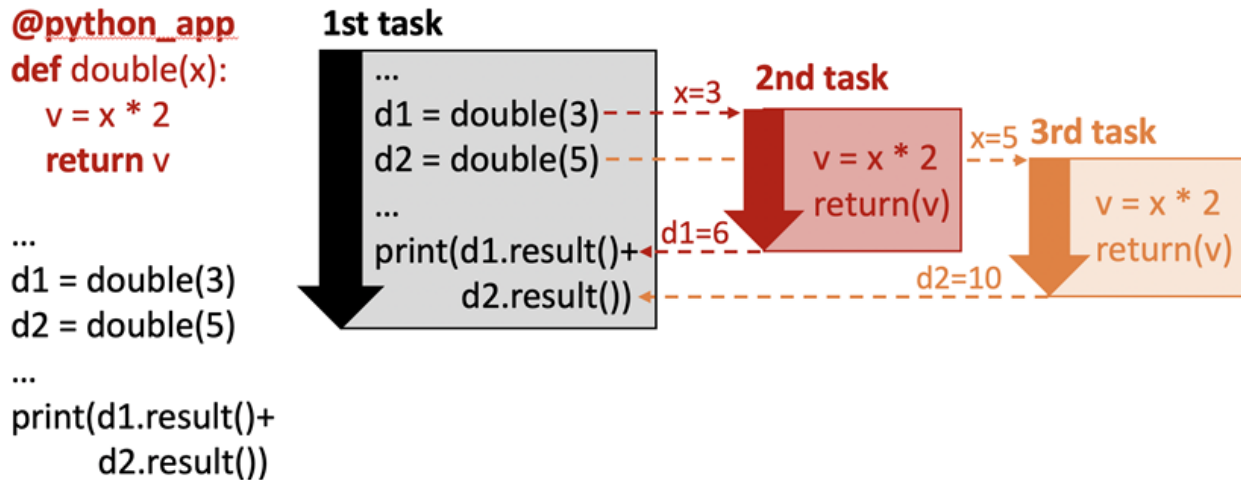 @python_app
def double(x):
v = x * 2
return v
...
d1 = double(3)
d2 = double(5)
...
print(d1.result()+
d2.result())
1st task
...
d1 = double(3)
d2 = double(5)
...
print(d1.result()+
d2.result())
x=3
2nd task
v = x * 2
return(v)
d1=6
x=5
3rd task
v = x * 2
return(v)
d2=10